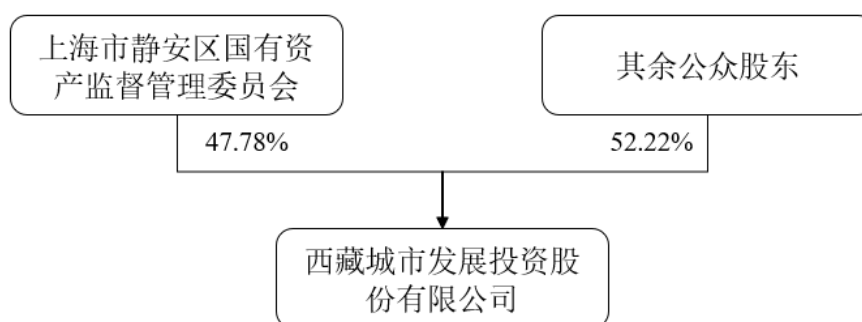 上海市静安区国有资
产监督管理委员会
其余公众股东
47.78%
52.22%
西藏城市发展投资股
份有限公司